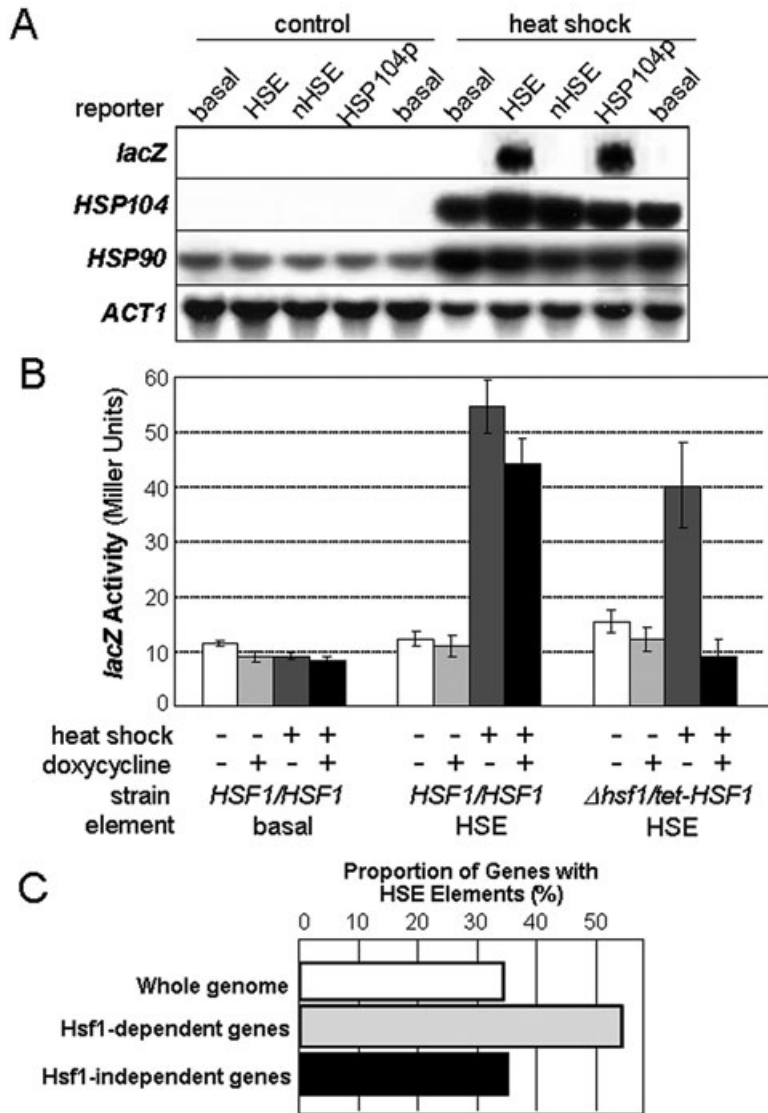 A
control heat shock
reporter basal HSE nHSE HSP104p basal basal HSE nHSE HSP104p basal
lacZ
HSP104
HSP90
ACT1
B
lacZ Activity (Miller Units)
60
50
40
30
20
10
0
heat shock - - + + - - + + - - + +
doxycycline - + - + - + - + - + - +
strain HSF1/HSF1 HSF1/HSF1 Δhsf1/tet-HSF1
element basal HSE HSE
C
Proportion of Genes with
HSE Elements (%)
0 10 20 30 40 50
Whole genome
Hsf1-dependent genes
Hsf1-independent genes